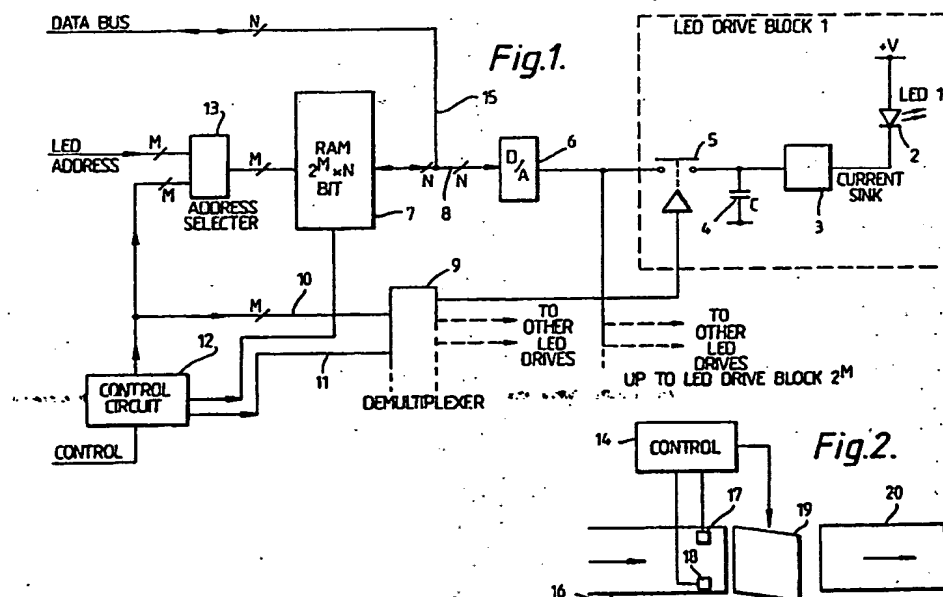 DATA BUS
N
Fig.1.
LED DRIVE BLOCK 1
+V
LED 1
2
13
15
LED
ADDRESS
M
M
M
ADDRESS
SELECTER
RAM
2^M×N
BIT
7
N
N
8
D/A
6
5
4
C
3
CURRENT
SINK
9
10
M
11
12
CONTROL
CIRCUIT
CONTROL
DEMULTIPLEXER
TO
OTHER
LED
DRIVES
TO
OTHER
LED
DRIVES
UP TO LED DRIVE BLOCK 2^M
Fig.2.
14
CONTROL
17
18
16
19
20